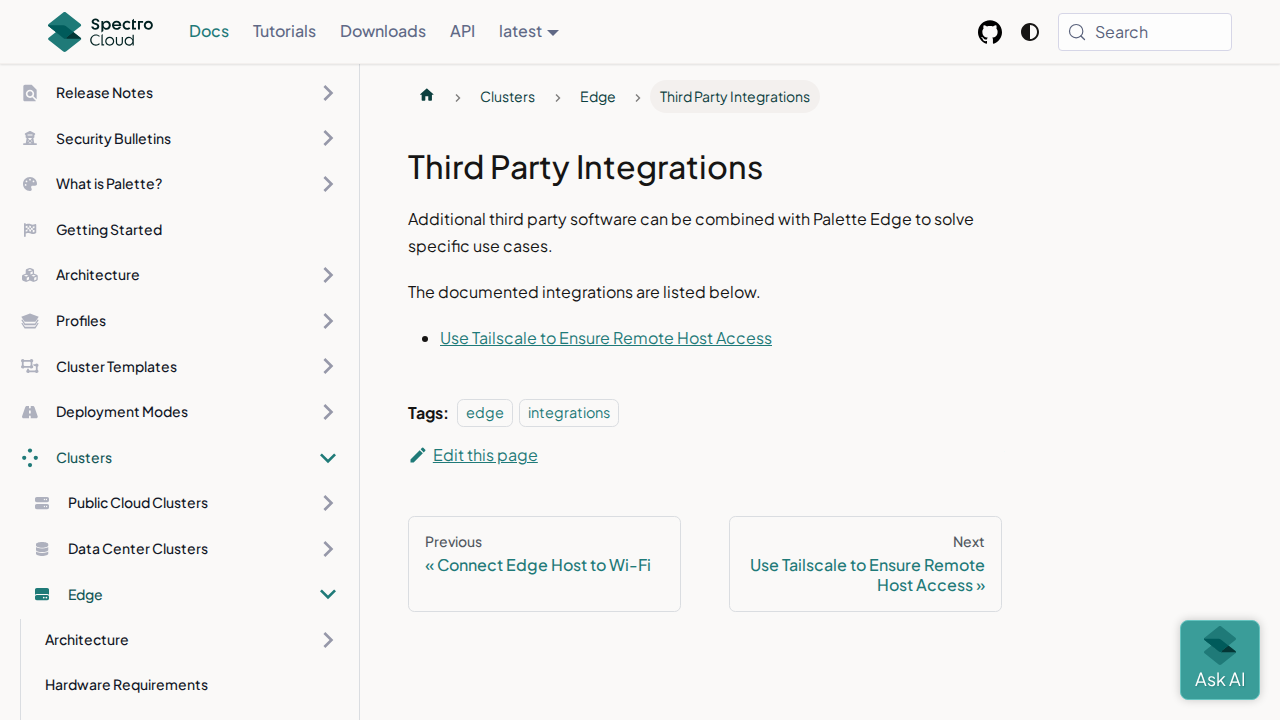 Spectro
Cloud
Docs
Tutorials
Downloads
API
latest
Search
Release Notes
Security Bulletins
What is Palette?
Getting Started
Architecture
Profiles
Cluster Templates
Deployment Modes
Clusters
Public Cloud Clusters
Data Center Clusters
Edge
Architecture
Hardware Requirements
Clusters
Edge
Third Party Integrations
Third Party Integrations
Additional third party software can be combined with Palette Edge to solve
specific use cases.
The documented integrations are listed below.
Use Tailscale to Ensure Remote Host Access
Tags: edge integrations
Edit this page
Previous
« Connect Edge Host to Wi-Fi
Next
Use Tailscale to Ensure Remote
Host Access »
Ask AI